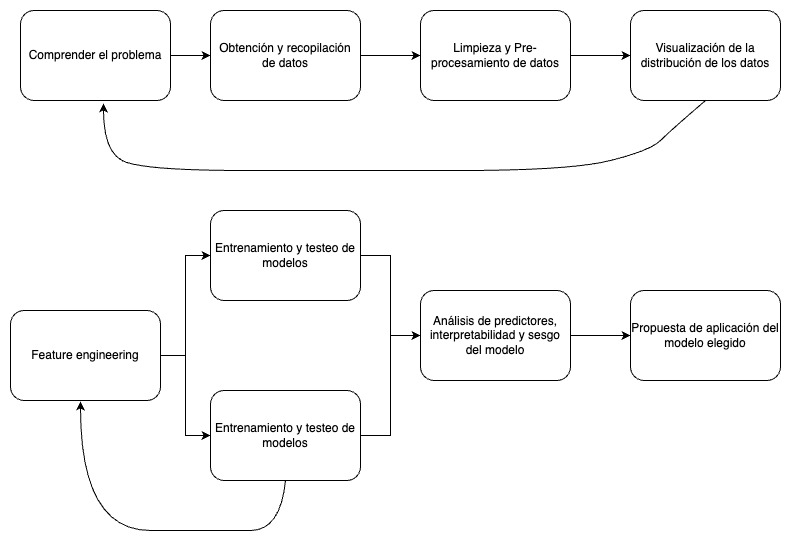 Comprender el problema
Obtención y recopilación
de datos
Limpieza y Pre-
procesamiento de datos
Visualización de la
distribución de los datos
Entrenamiento y testeo de
modelos
Feature engineering
Análisis de predictores,
interpretabilidad y sesgo
del modelo
Propuesta de aplicación del
modelo elegido
Entrenamiento y testeo de
modelos